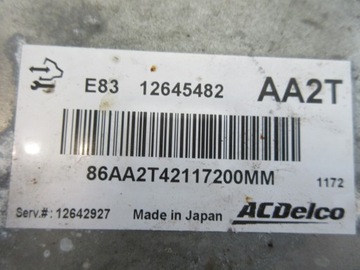 E83 12645482 AA2T
86AA2T42117200MM 1172
Serv.#: 12642927 Made in Japan ACDelco